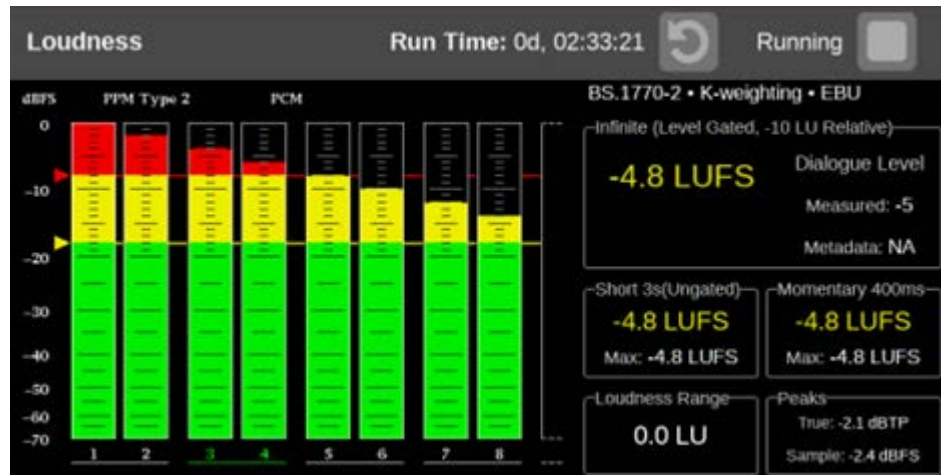 Loudness
Run Time: 0d, 02:33:21
Running
dBFS
PPM Type 2
PCM
0
-10
-20
-30
-40
-50
-60
-70
1
2
3
4
5
6
7
8
BS.1770-2 • K-weighting • EBU
Infinite (Level Gated, -10 LU Relative)
-4.8 LUFS
Dialogue Level
Measured: -5
Metadata: NA
Short 3s(Ungated)
-4.8 LUFS
Max: -4.8 LUFS
Momentary 400ms
-4.8 LUFS
Max: -4.8 LUFS
Loudness Range
0.0 LU
Peaks
True: -2.1 dBTP
Sample: -2.4 dBFS